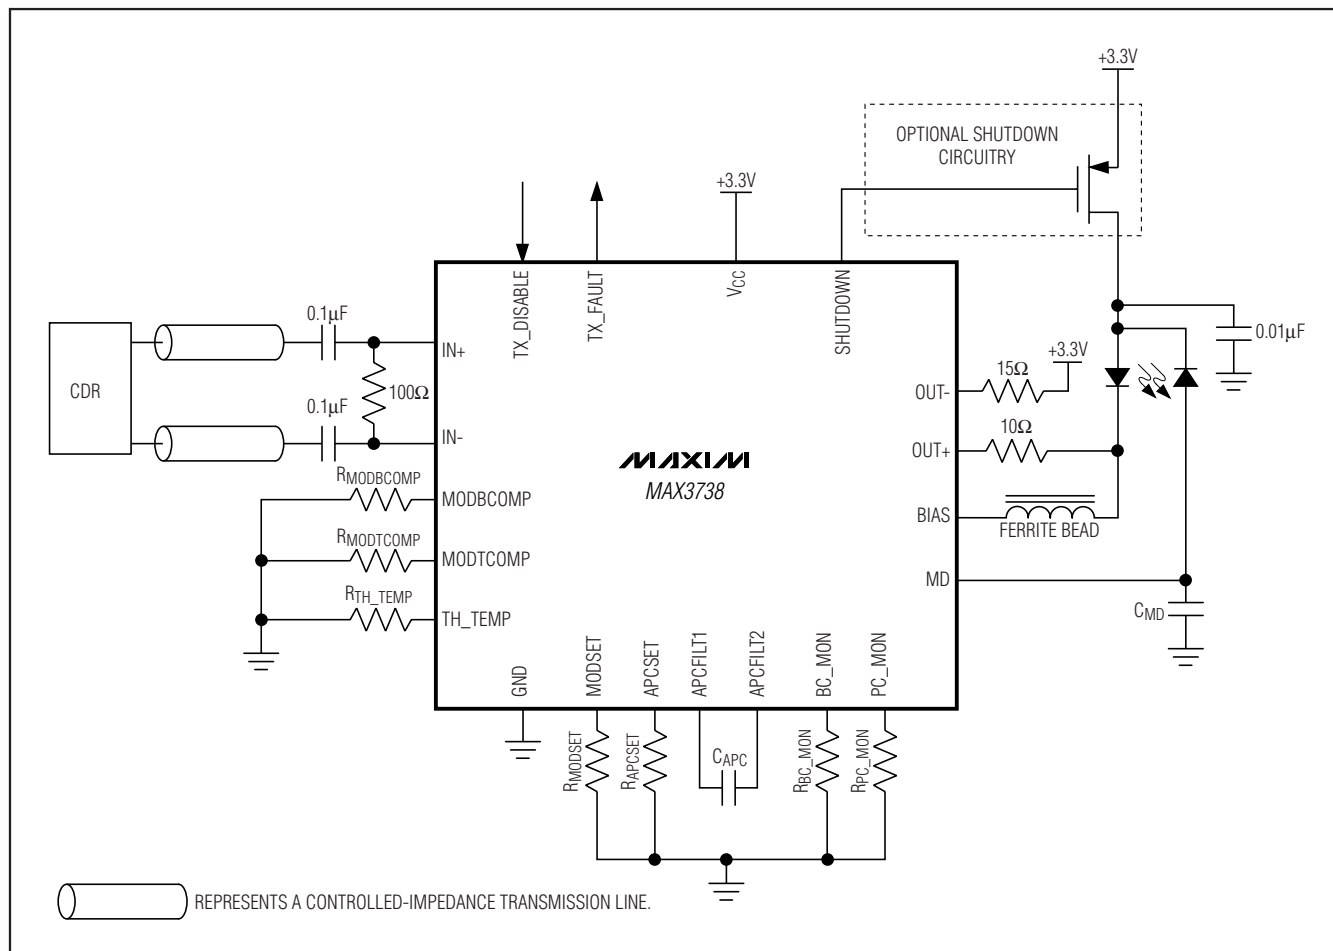 +3.3V
OPTIONAL SHUTDOWN
CIRCUITRY
+3.3V
TX_DISABLE
TX_FAULT
VCC
SHUTDOWN
0.1µF
IN+
CDR
100Ω
0.1µF
IN-
0.01µF
+3.3V
15Ω
OUT-
10Ω
OUT+
MAXIM
MAX3738
RMODBCOMP
MODBCOMP
BIAS
FERRITE BEAD
RMODTCOMP
MODTCOMP
MD
RTH_TEMP
TH_TEMP
CMD
GND
MODSET
APCSET
APCFILT1
APCFILT2
BC_MON
PC_MON
RMODSET
RAPCSET
CAPC
RBC_MON
RPC_MON
REPRESENTS A CONTROLLED-IMPEDANCE TRANSMISSION LINE.